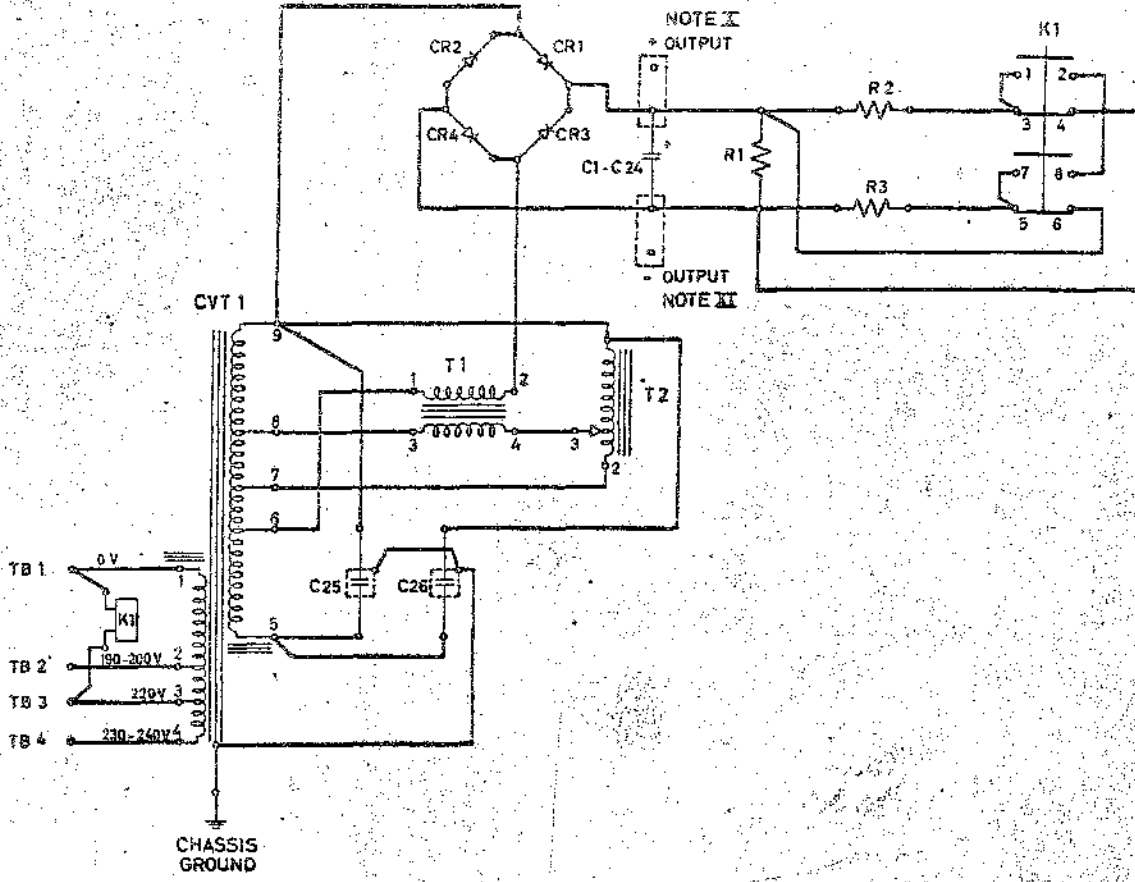 NOTE X
+ OUTPUT
K1
CR2
CR1
CR4
CR3
R2
1
2
3
4
R1
C1-C24
+
7
8
5
6
R3
- OUTPUT
NOTE XI
CVT 1
9
T1
1
2
T2
8
3
4
3
7
2
6
TB 1
0V
1
C25
C26
K1
5
TB 2
190-200V
2
TB 3
220V
3
TB 4
230-240V
4
CHASSIS
GROUND